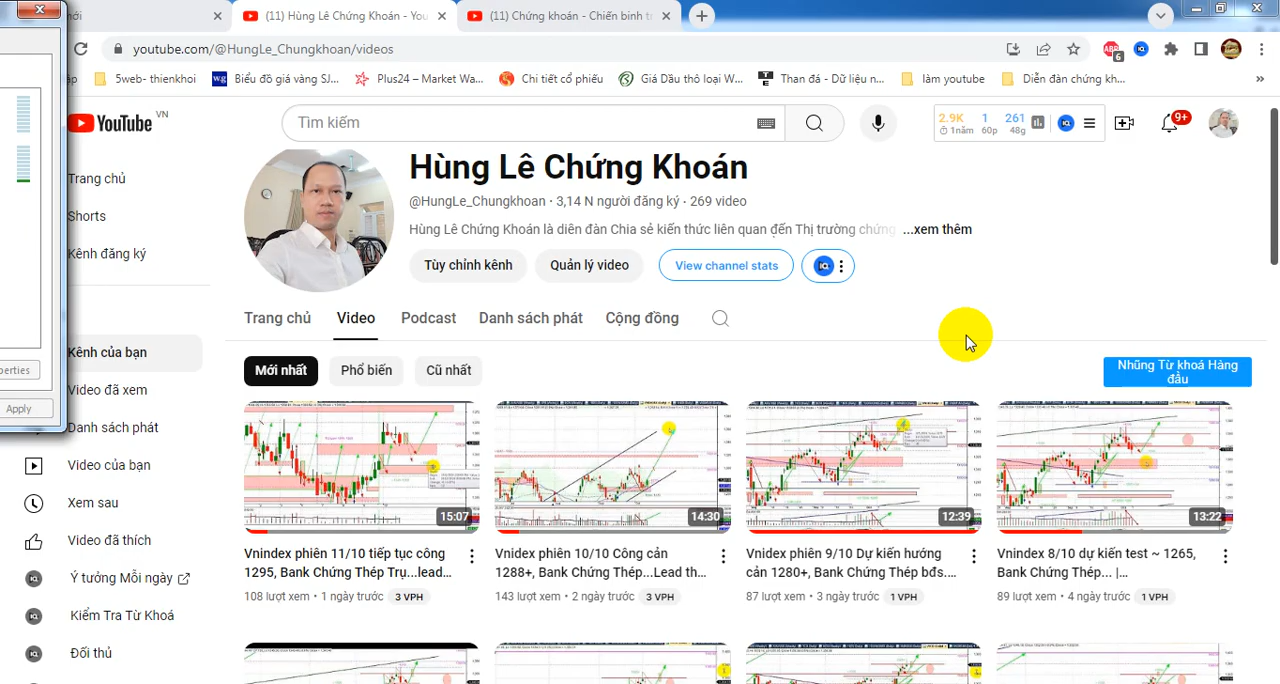 nới
(11) Hùng Lê Chứng Khoán - You
(11) Chứng khoán - Chiến binh tr
youtube.com/@HungLe_Chungkhoan/videos
6
áp
5web- thienkhoi
wg
Biểu đồ giá vàng SJ...
Plus24 – Market Wa...
Chi tiết cổ phiếu
Giá Dầu thô loại W...
Than đá - Dữ liệu n...
làm youtube
Diễn đàn chứng kh...
»
YouTube VN
Tìm kiếm
2.9K 1 261
1năm 60p 48g
9+
Trang chủ
Shorts
Kênh đăng ký
Kênh của bạn
Video đã xem
Danh sách phát
Video của bạn
Xem sau
Video đã thích
Ý tưởng Mỗi ngày
Kiểm Tra Từ Khoá
Đối thủ
perties
Apply
Hùng Lê Chứng Khoán
@HungLe_Chungkhoan · 3,14 N người đăng ký · 269 video
Hùng Lê Chứng Khoán là diễn đàn Chia sẻ kiến thức liên quan đến Thị trường chứng ...xem thêm
Tùy chỉnh kênh
Quản lý video
View channel stats
Trang chủ
Video
Podcast
Danh sách phát
Cộng đồng
Mới nhất
Phổ biến
Cũ nhất
Những Từ khoá Hàng
đầu
15:07
14:30
12:39
13:22
Vnindex phiên 11/10 tiếp tục công
1295, Bank Chứng Thép Trụ...lead...
108 lượt xem • 1 ngày trước 3 VPH
Vnindex phiên 10/10 Công cản
1288+, Bank Chứng Thép...Lead th...
143 lượt xem • 2 ngày trước 3 VPH
Vnindex phiên 9/10 Dự kiến hướng
cản 1280+, Bank Chứng Thép bđs....
87 lượt xem • 3 ngày trước 1 VPH
Vnindex 8/10 dự kiến test ~ 1265,
Bank Chứng Thép... |...
89 lượt xem • 4 ngày trước 1 VPH